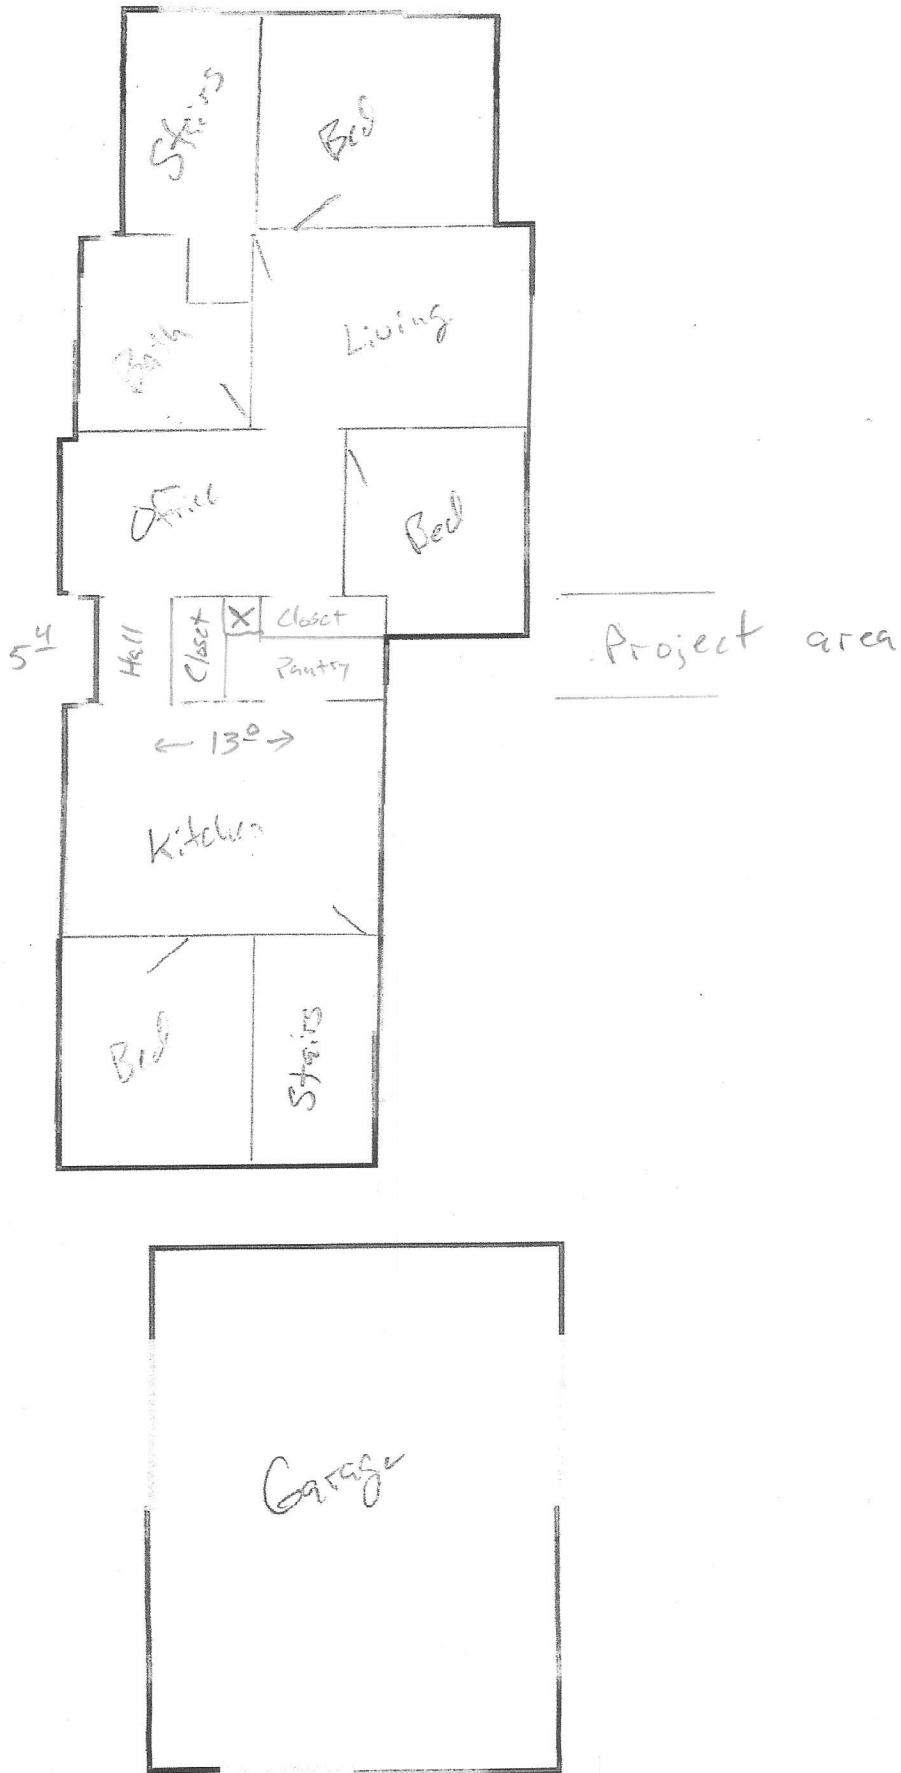 Stairs
Bed
Living
Bath
Office
Bed
Closet
X
Closet
Hall
5 4
Pantry
Project area
← 13 0 →
Kitchen
Bed
Stairs
Garage